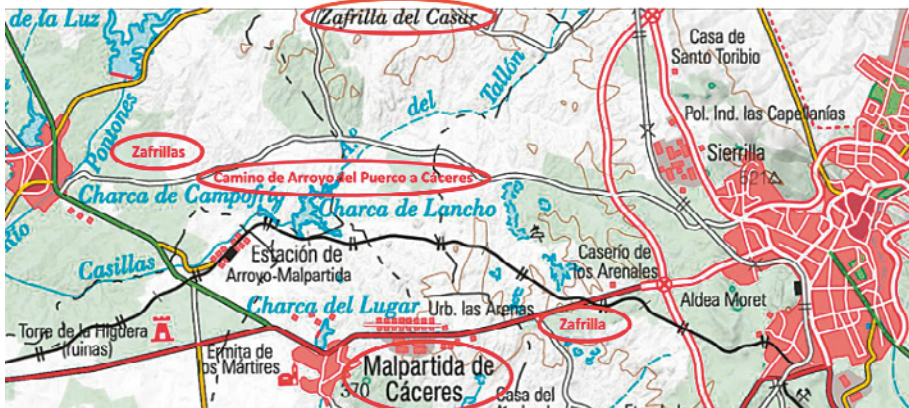 de la Luz
Zafrilla del Casar
Casa de
Santo Toribio
Tallón
del
Pol. Ind. las Capellanías
Pontones
Zafrillas
Sierrilla
521
Camino de Arroyo del Puerco a Cáceres
Charca de Campofrío
Charca de Lancho
Estación de
Arroyo-Malpartida
Caserío de
los Arenales
Casillas
Aldea Moret
Charca del Lugar
Urb. las Arenas
Zafrilla
Torre de la Higuera
(ruinas)
Ermita de
los Mártires
Malpartida de
Cáceres
370
Casa del